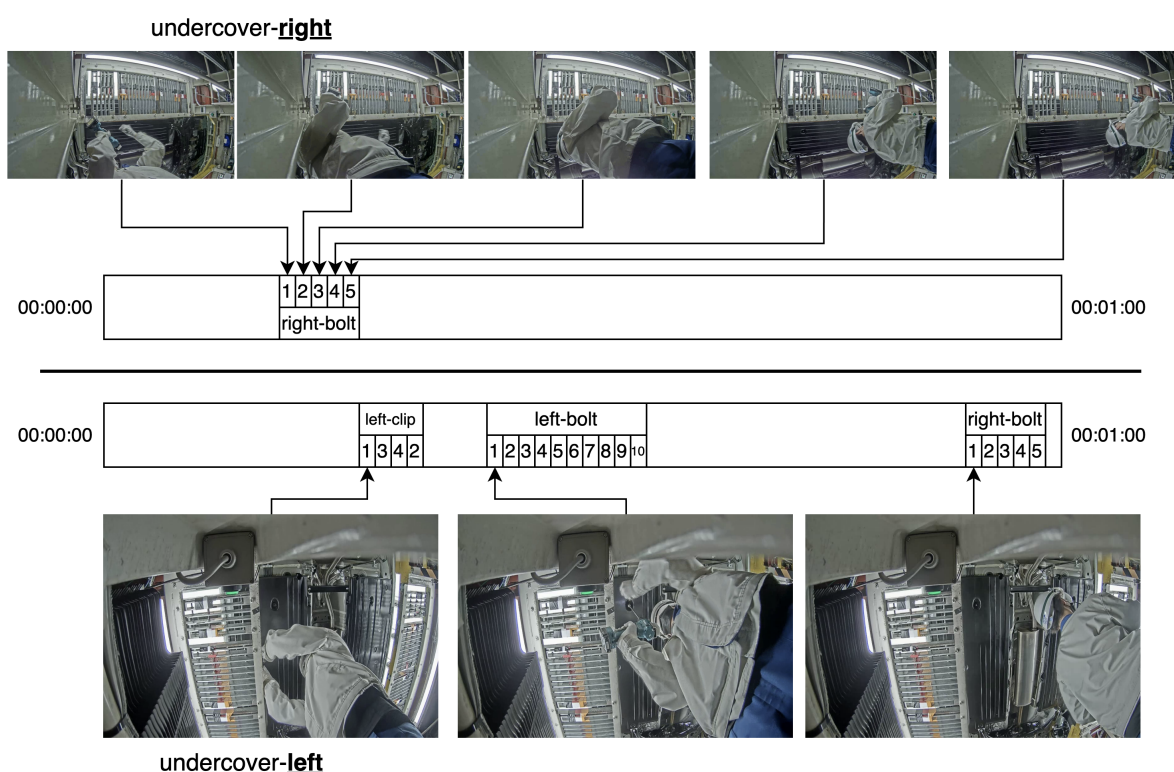 undercover-right
00:00:00
1 2 3 4 5
right-bolt
00:01:00
00:00:00
left-clip
1 3 4 2
left-bolt
1 2 3 4 5 6 7 8 9 10
right-bolt
1 2 3 4 5
00:01:00
undercover-left